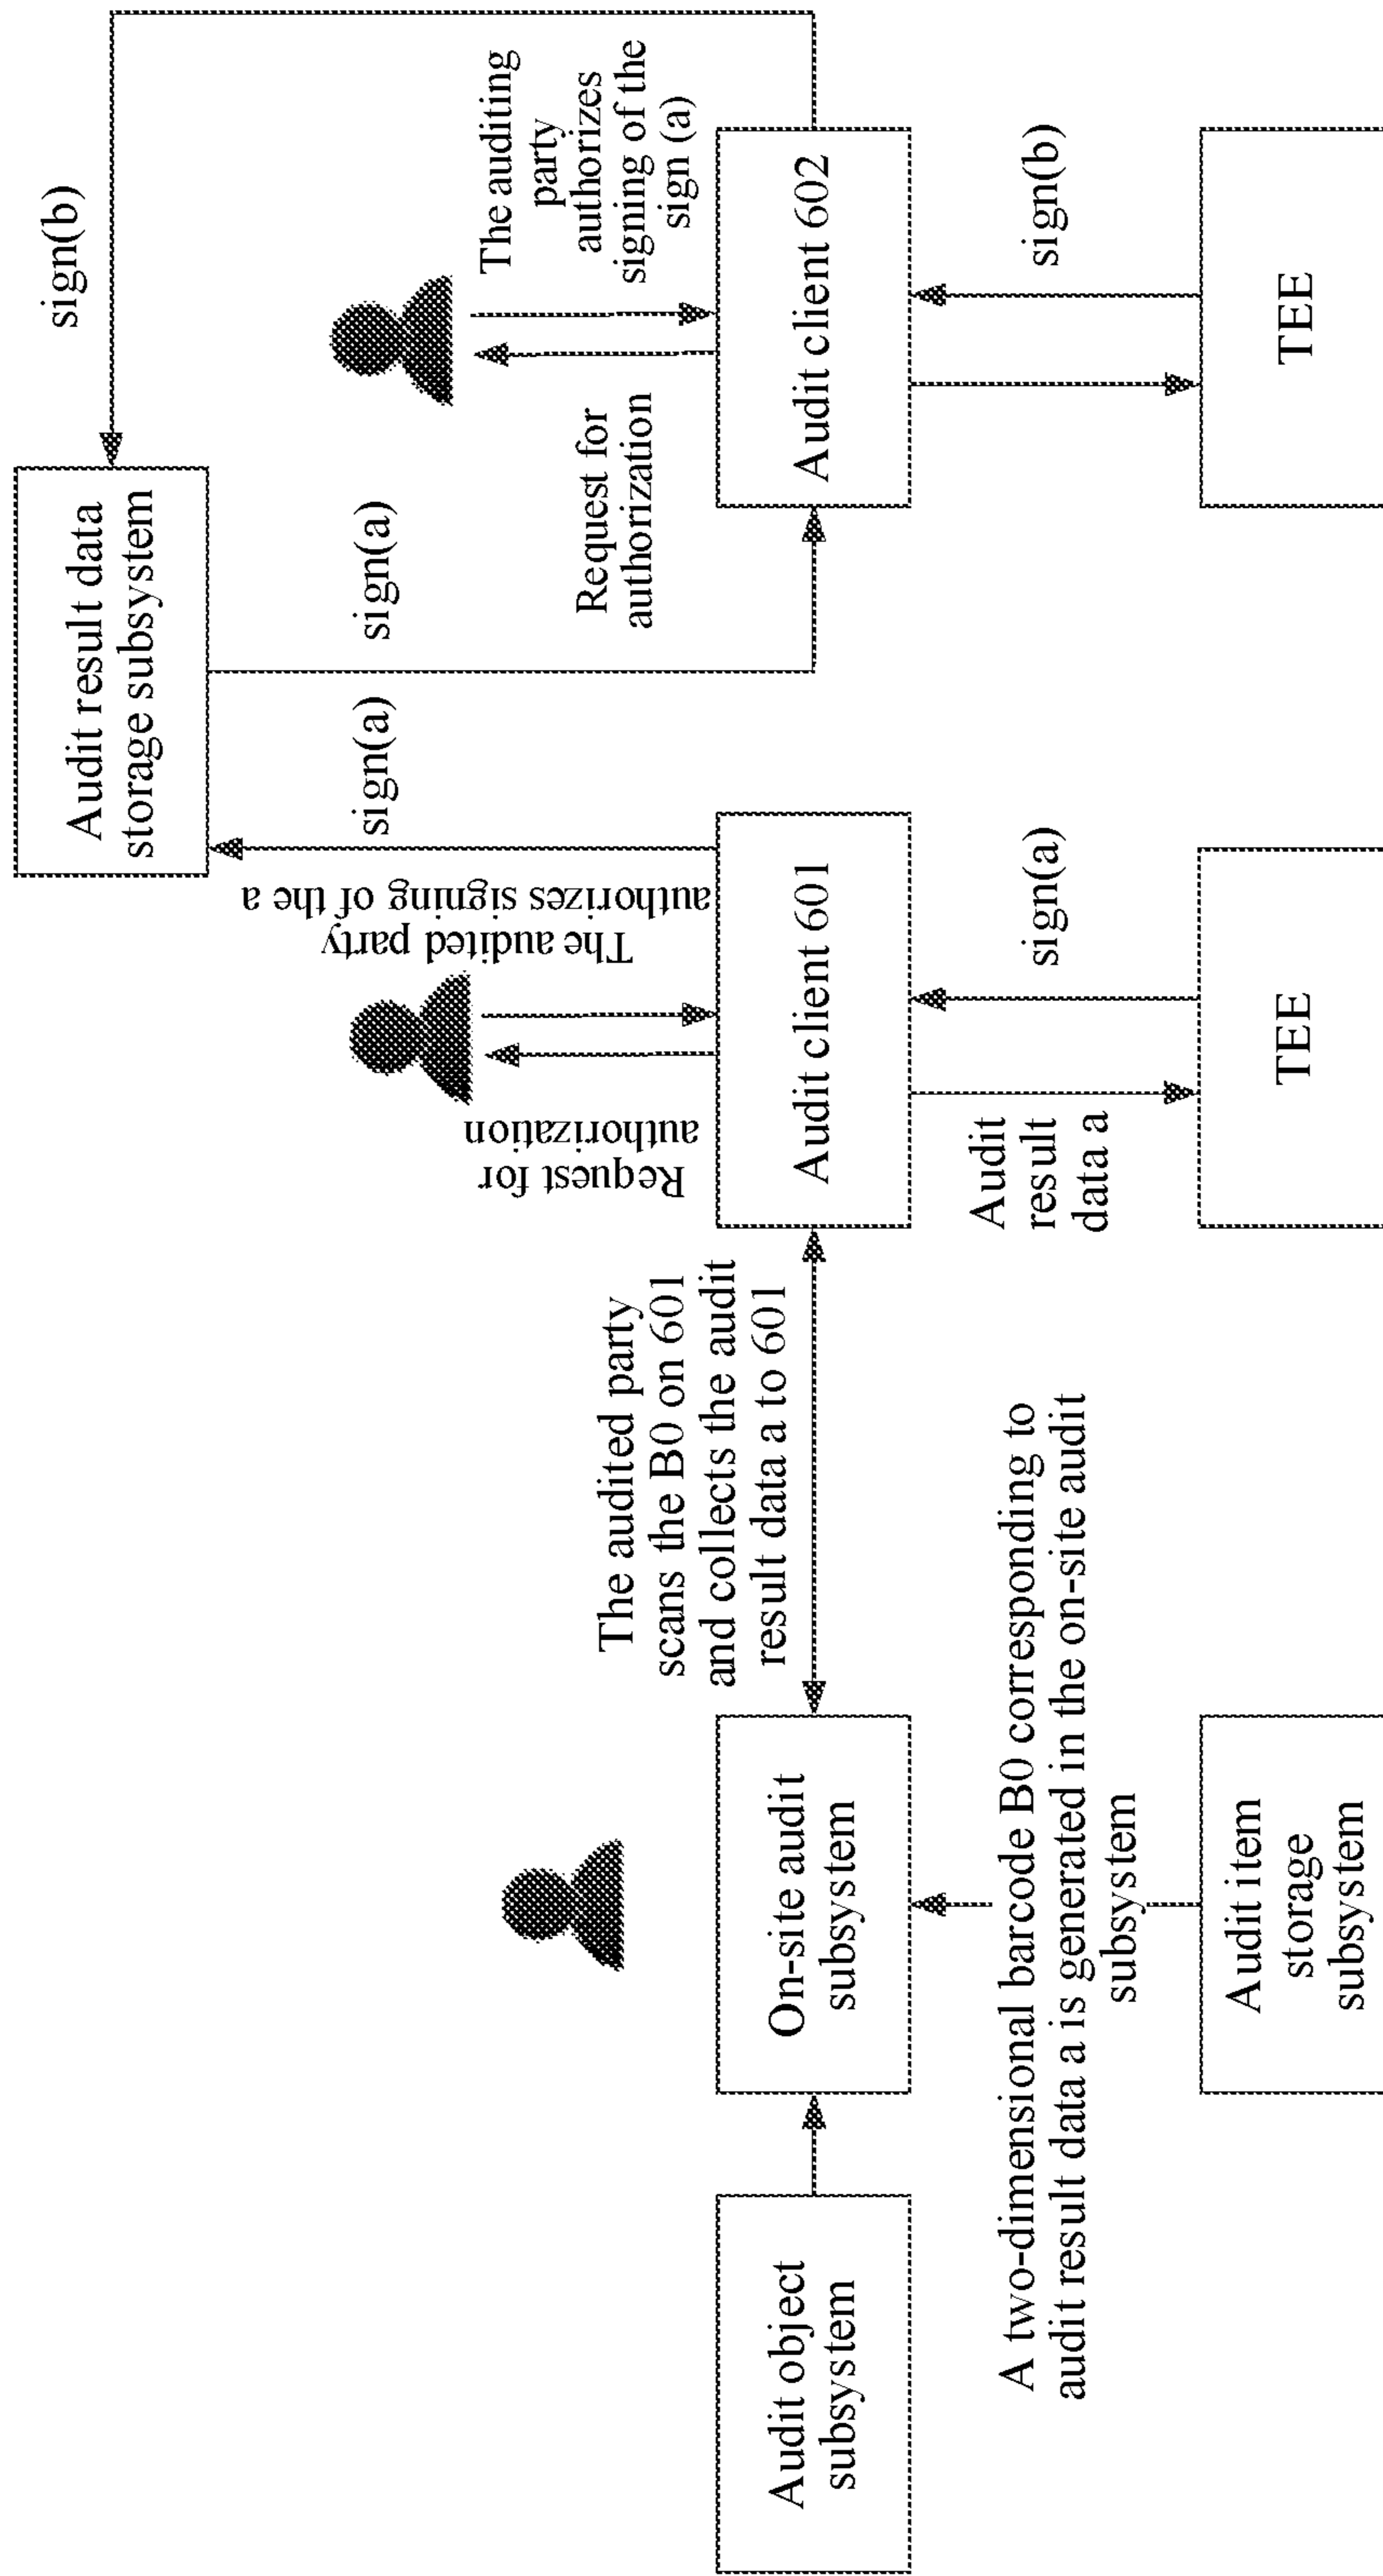 Audit result data
storage subsystem
sign(b)
sign(a)
sign(a)
The audited party
authorizes signing of the a
Request for
authorization
Request for
authorization
The auditing
party
authorizes
signing of the
sign (a)
The audited party
scans the B0 on 601
and collects the audit
result data a to 601
Audit object
subsystem
On-site audit
subsystem
Audit client 601
Audit client 602
A two-dimensional barcode B0 corresponding to
audit result data a is generated in the on-site audit
subsystem
Audit
result
data a
sign(a)
sign(b)
Audit item
storage
subsystem
TEE
TEE